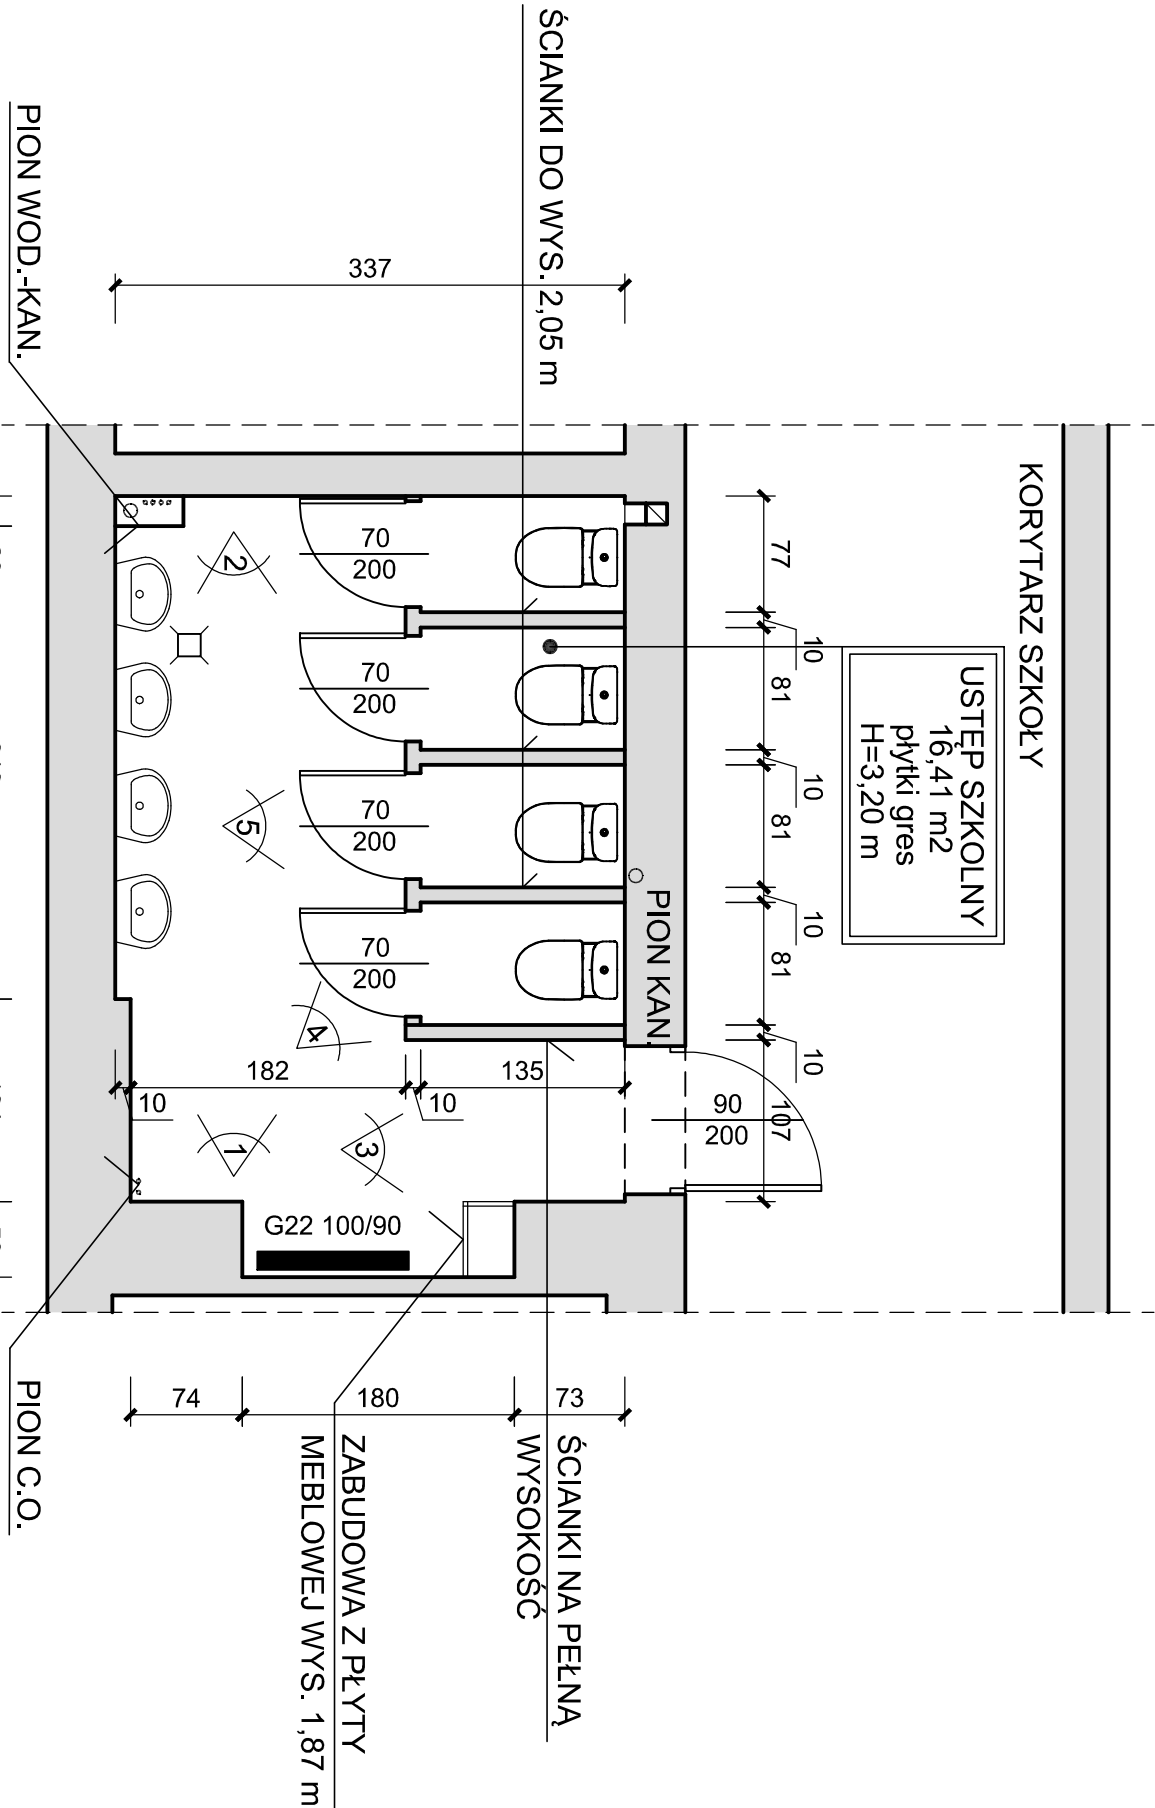 KORYTARZ SZKOŁY
USTĘP SZKOLNY
16,41 m2
płytki gres
H=3,20 m
77
10
81
10
81
10
81
10
107
90
200
PION KAN.
ŚCIANKI DO WYS. 2,05 m
337
70
200
70
200
70
200
70
200
2
5
4
1
3
182
135
10
10
G22 100/90
PION WOD.-KAN.
PION C.O.
74
180
73
ŚCIANKI NA PEŁNĄ
WYSOKOŚĆ
ZABUDOWA Z PŁYTY
MEBLOWEJ WYS. 1,87 m